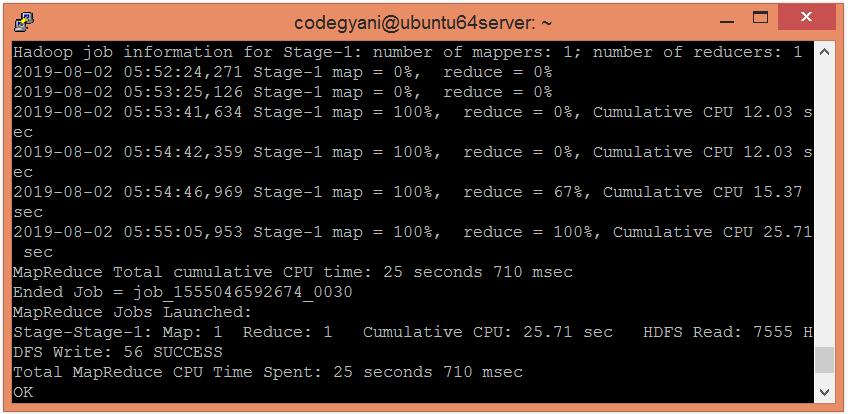 codegyani@ubuntu64server: ~
Hadoop job information for Stage-1: number of mappers: 1; number of reducers: 1
2019-08-02 05:52:24,271 Stage-1 map = 0%,  reduce = 0%
2019-08-02 05:53:25,126 Stage-1 map = 0%,  reduce = 0%
2019-08-02 05:53:41,634 Stage-1 map = 100%,  reduce = 0%, Cumulative CPU 12.03 s
ec
2019-08-02 05:54:42,359 Stage-1 map = 100%,  reduce = 0%, Cumulative CPU 12.03 s
ec
2019-08-02 05:54:46,969 Stage-1 map = 100%,  reduce = 67%, Cumulative CPU 15.37
sec
2019-08-02 05:55:05,953 Stage-1 map = 100%,  reduce = 100%, Cumulative CPU 25.71
 sec
MapReduce Total cumulative CPU time: 25 seconds 710 msec
Ended Job = job_1555046592674_0030
MapReduce Jobs Launched:
Stage-Stage-1: Map: 1  Reduce: 1   Cumulative CPU: 25.71 sec   HDFS Read: 7555 H
DFS Write: 56 SUCCESS
Total MapReduce CPU Time Spent: 25 seconds 710 msec
OK